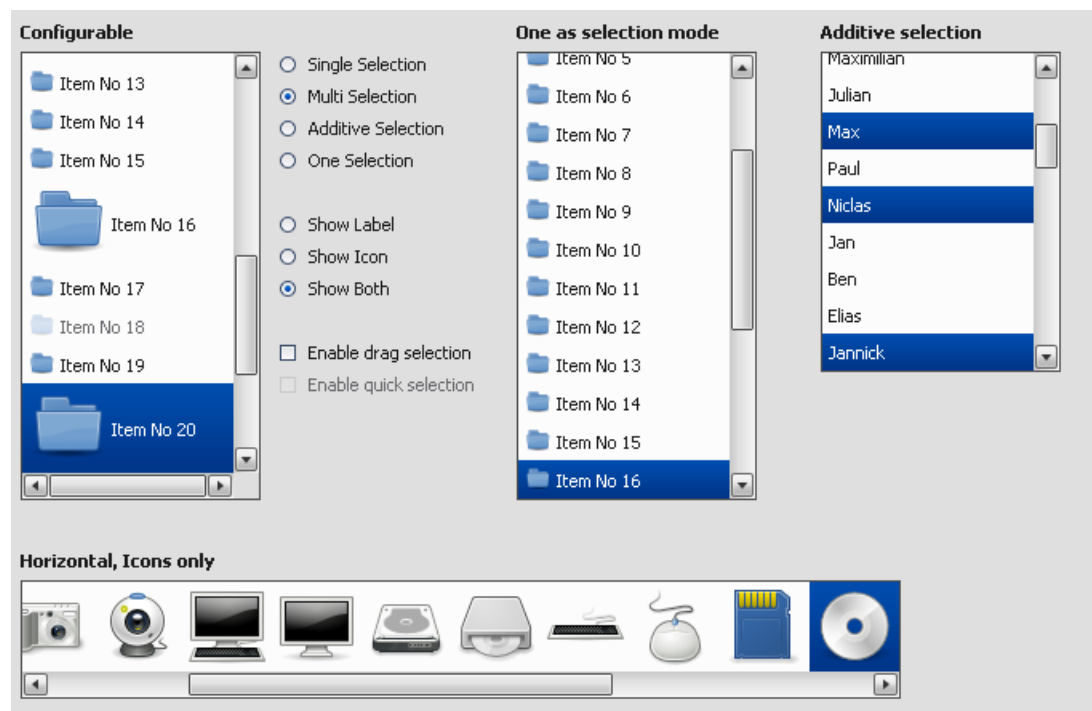 Configurable
Item No 13
Item No 14
Item No 15
Item No 16
Item No 17
Item No 18
Item No 19
Item No 20
Single Selection
Multi Selection
Additive Selection
One Selection
Show Label
Show Icon
Show Both
Enable drag selection
Enable quick selection
One as selection mode
Item No 5
Item No 6
Item No 7
Item No 8
Item No 9
Item No 10
Item No 11
Item No 12
Item No 13
Item No 14
Item No 15
Item No 16
Additive selection
Maximilian
Julian
Max
Paul
Niclas
Jan
Ben
Elias
Jannick
Horizontal, Icons only